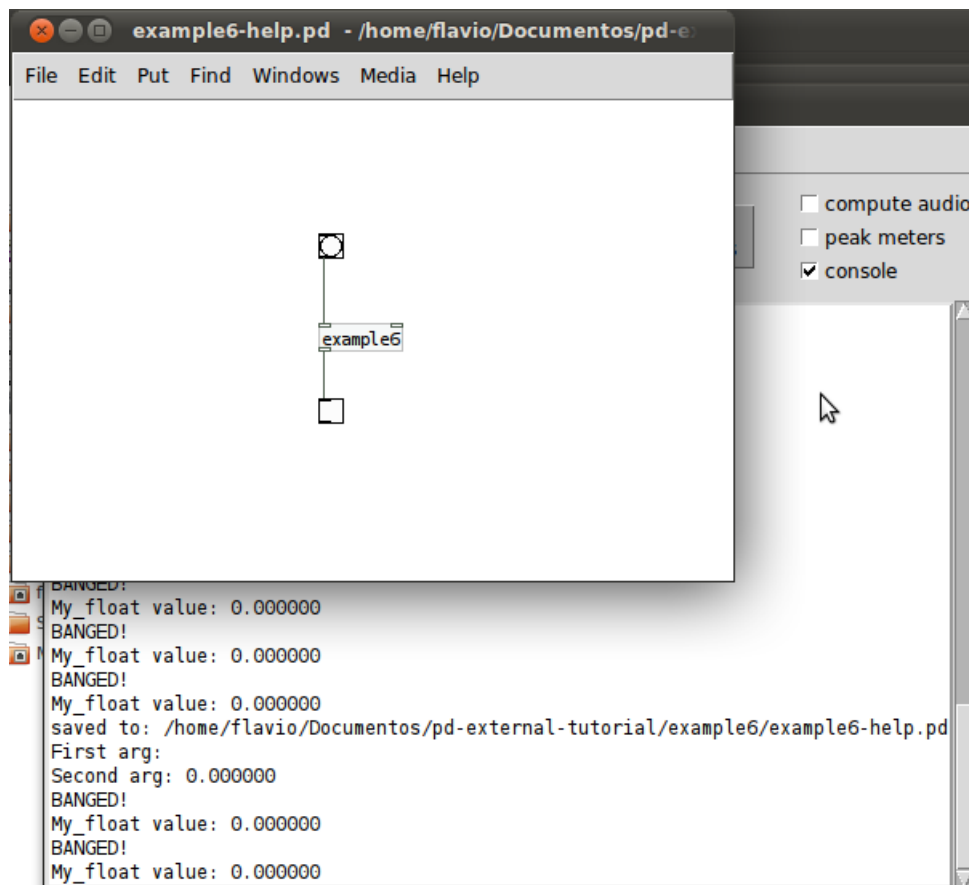 example6-help.pd - /home/flavio/Documentos/pd-e
File Edit Put Find Windows Media Help
compute audio
peak meters
console
example6
BANGED!
My_float value: 0.000000
BANGED!
My_float value: 0.000000
BANGED!
My_float value: 0.000000
saved to: /home/flavio/Documentos/pd-external-tutorial/example6/example6-help.pd
First arg:
Second arg: 0.000000
BANGED!
My_float value: 0.000000
BANGED!
My_float value: 0.000000